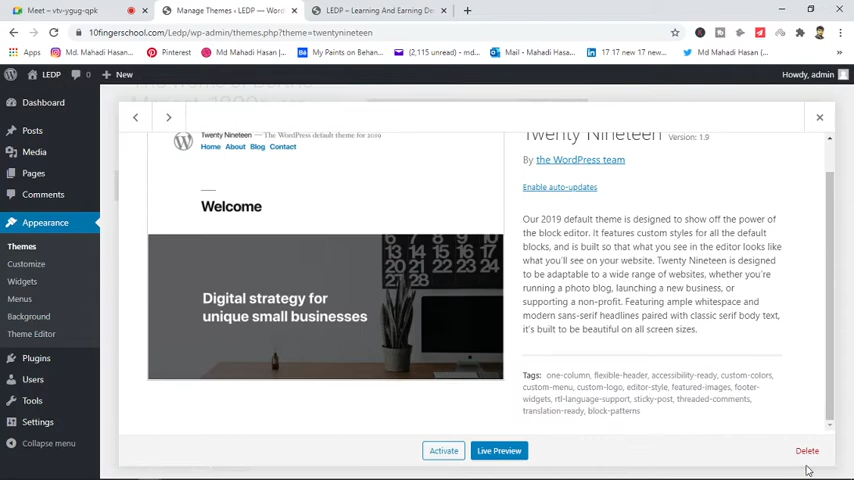 Meet – vtv-ygug-qpk
Manage Themes ‹ LEDP — Wor
LEDP – Learning And Earning De
10fingerschool.com/Ledp/wp-admin/themes.php?theme=twentynineteen
Apps
Md. Mahadi Hasan
Pinterest
Md Mahadi Hasan (
My Paints on Behan...
(2,115 unread) - md...
Mail - Mahadi Hasa...
17 17 new 17 new...
Md Mahadi Hasan (...
LEDP
0
New
Howdy, admin
Dashboard
Posts
Media
Pages
Comments
Appearance
Themes
Customize
Widgets
Menus
Background
Theme Editor
Plugins
Users
Tools
Settings
Collapse menu
Twenty Nineteen — The WordPress default theme for 2019
Home About Blog Contact
Welcome
Digital strategy for
unique small businesses
Twenty Nineteen Version: 1.9
By the WordPress team
Enable auto-updates
Our 2019 default theme is designed to show off the power of
the block editor. It features custom styles for all the default
blocks, and is built so that what you see in the editor looks like
what you'll see on your website. Twenty Nineteen is designed
to be adaptable to a wide range of websites, whether you're
running a photo blog, launching a new business, or
supporting a non-profit. Featuring ample whitespace and
modern sans-serif headlines paired with classic serif body text,
it's built to be beautiful on all screen sizes.
Tags: one-column, flexible-header, accessibility-ready, custom-colors,
custom-menu, custom-logo, editor-style, featured-images, footer-
widgets, rtl-language-support, sticky-post, threaded-comments,
translation-ready, block-patterns
Activate
Live Preview
Delete